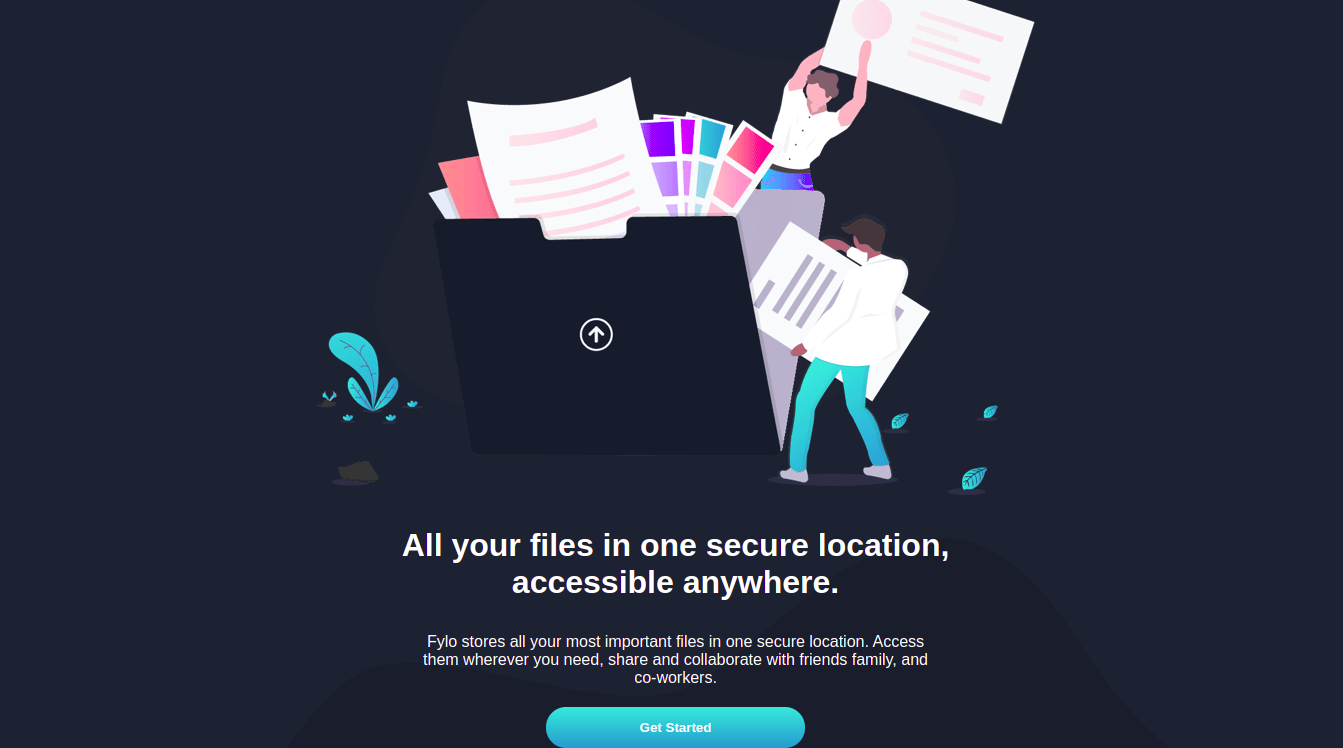 All your files in one secure location,
accessible anywhere.
Fylo stores all your most important files in one secure location. Access
them wherever you need, share and collaborate with friends family, and
co-workers.
Get Started